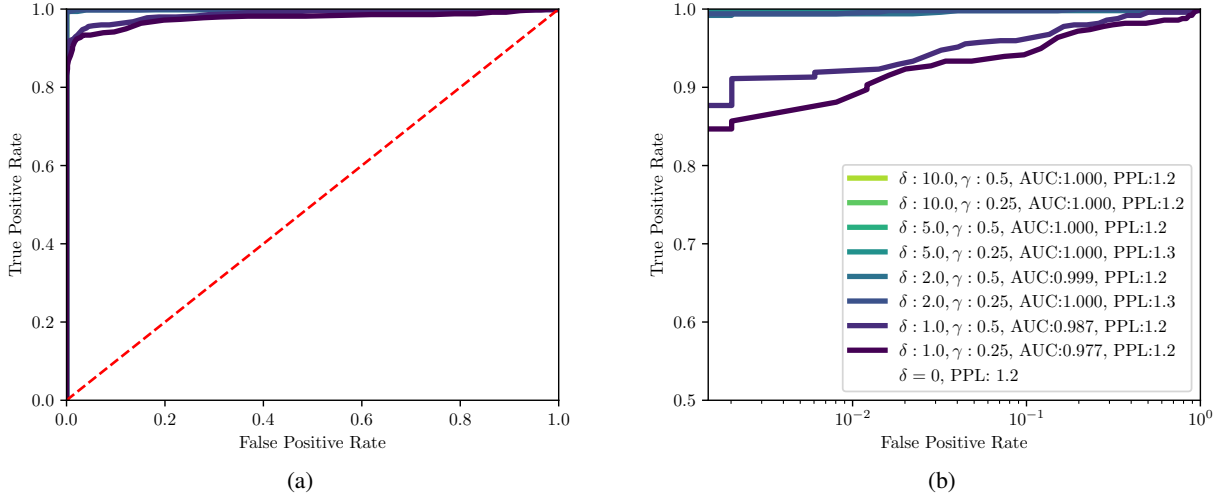 1.0
0.8
0.6
0.4
0.2
0.0
True Positive Rate
0.0 0.2 0.4 0.6 0.8 1.0
False Positive Rate
(a)
1.0
0.9
0.8
0.7
0.6
0.5
True Positive Rate
δ : 10.0, γ : 0.5, AUC:1.000, PPL:1.2
δ : 10.0, γ : 0.25, AUC:1.000, PPL:1.2
δ : 5.0, γ : 0.5, AUC:1.000, PPL:1.2
δ : 5.0, γ : 0.25, AUC:1.000, PPL:1.3
δ : 2.0, γ : 0.5, AUC:0.999, PPL:1.2
δ : 2.0, γ : 0.25, AUC:1.000, PPL:1.3
δ : 1.0, γ : 0.5, AUC:0.987, PPL:1.2
δ : 1.0, γ : 0.25, AUC:0.977, PPL:1.2
δ = 0, PPL: 1.2
10⁻² 10⁻¹ 10⁰
False Positive Rate
(b)